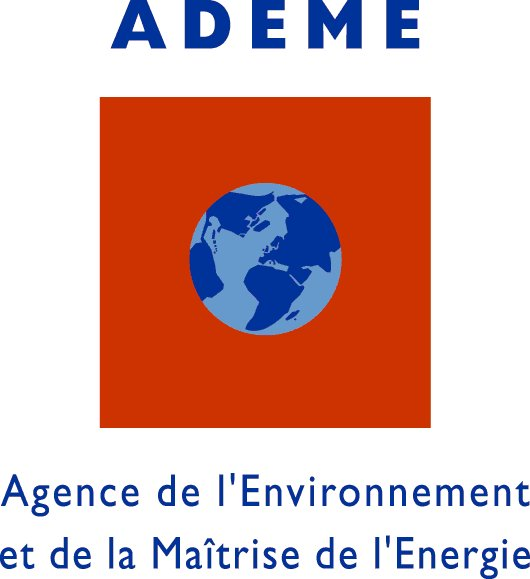 ADEME
Agence de l'Environnement
et de la Maîtrise de l'Energie